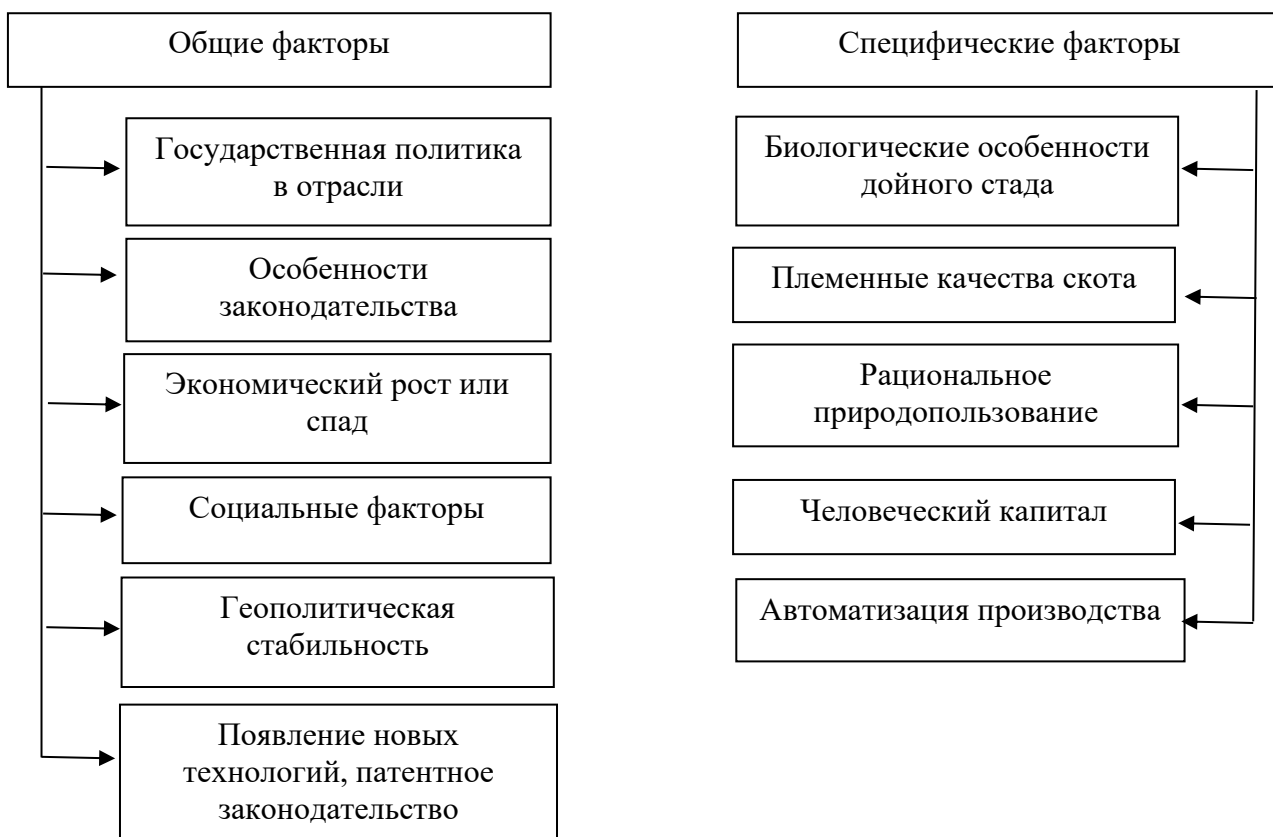 Общие факторы
Государственная политика
в отрасли
Особенности
законодательства
Экономический рост или
спад
Социальные факторы
Геополитическая
стабильность
Появление новых
технологий, патентное
законодательство
Специфические факторы
Биологические особенности
дойного стада
Племенные качества скота
Рациональное
природопользование
Человеческий капитал
Автоматизация производства